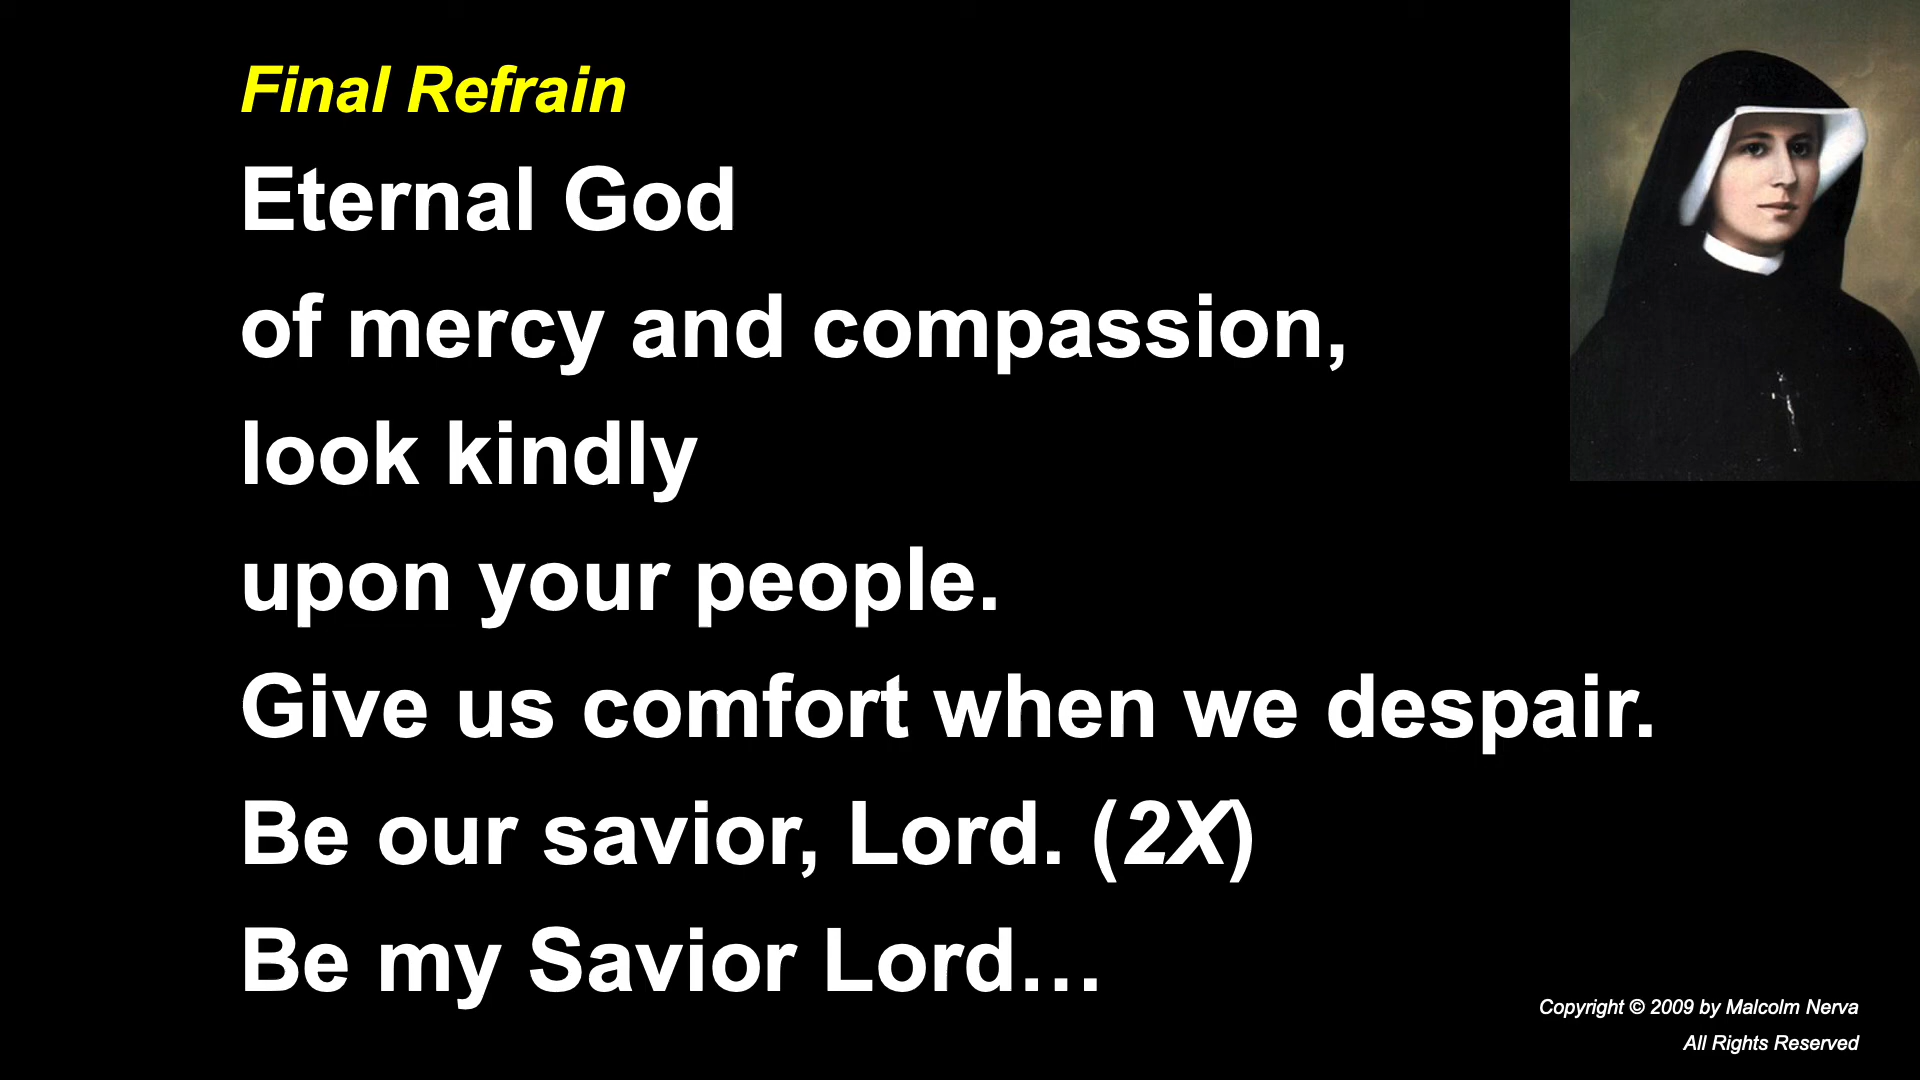 Final Refrain
Eternal God
of mercy and compassion,
look kindly
upon your people.
Give us comfort when we despair.
Be our savior, Lord. (2X)
Be my Savior Lord…
Copyright © 2009 by Malcolm Nerva
All Rights Reserved